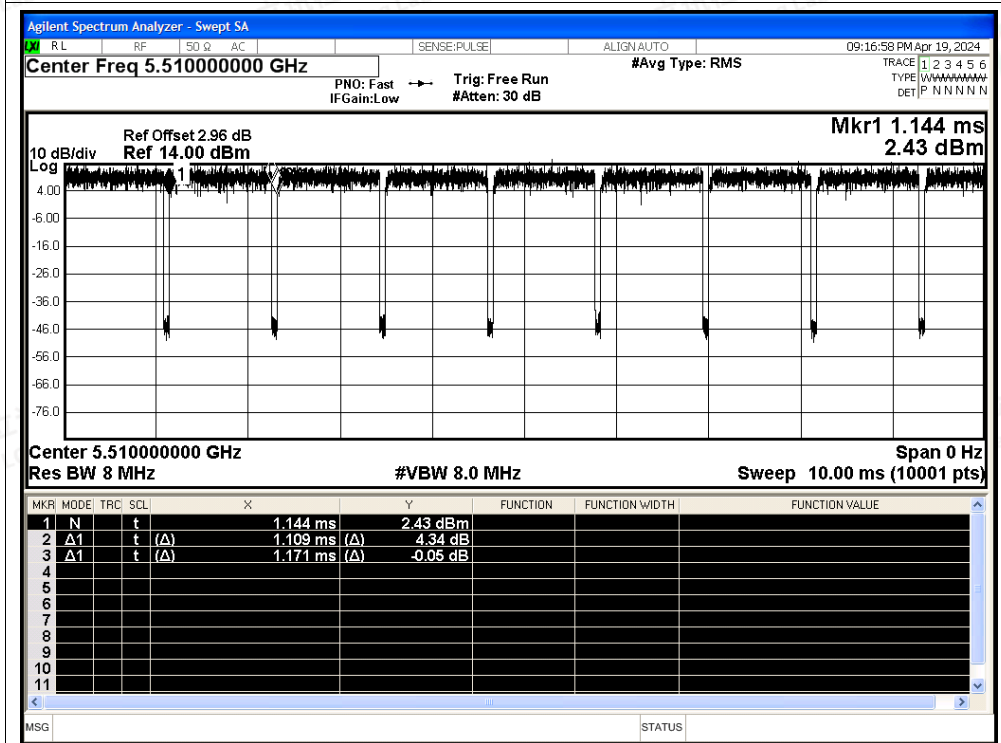 Agilent Spectrum Analyzer - Swept SA
LXI RL RF 50 Ω AC SENSE:PULSE ALIGN AUTO 09:16:58 PM Apr 19, 2024
Center Freq 5.510000000 GHz #Avg Type: RMS TRACE 1 2 3 4 5 6
PNO: Fast Trig: Free Run TYPE WWWWWW
IFGain:Low #Atten: 30 dB DET P N N N N N
Mkr1 1.144 ms
Ref Offset 2.96 dB
10 dB/div Ref 14.00 dBm 2.43 dBm
Log
1
4.00
-6.00
-16.0
-26.0
-36.0
-46.0
-56.0
-66.0
-76.0
Center 5.510000000 GHz Span 0 Hz
Res BW 8 MHz #VBW 8.0 MHz Sweep 10.00 ms (10001 pts)
MKR MODE TRC SCL X Y FUNCTION FUNCTION WIDTH FUNCTION VALUE
1 N t 1.144 ms 2.43 dBm
2 Δ1 t (Δ) 1.109 ms (Δ) 4.34 dB
3 Δ1 t (Δ) 1.171 ms (Δ) -0.05 dB
4
5
6
7
8
9
10
11
MSG STATUS